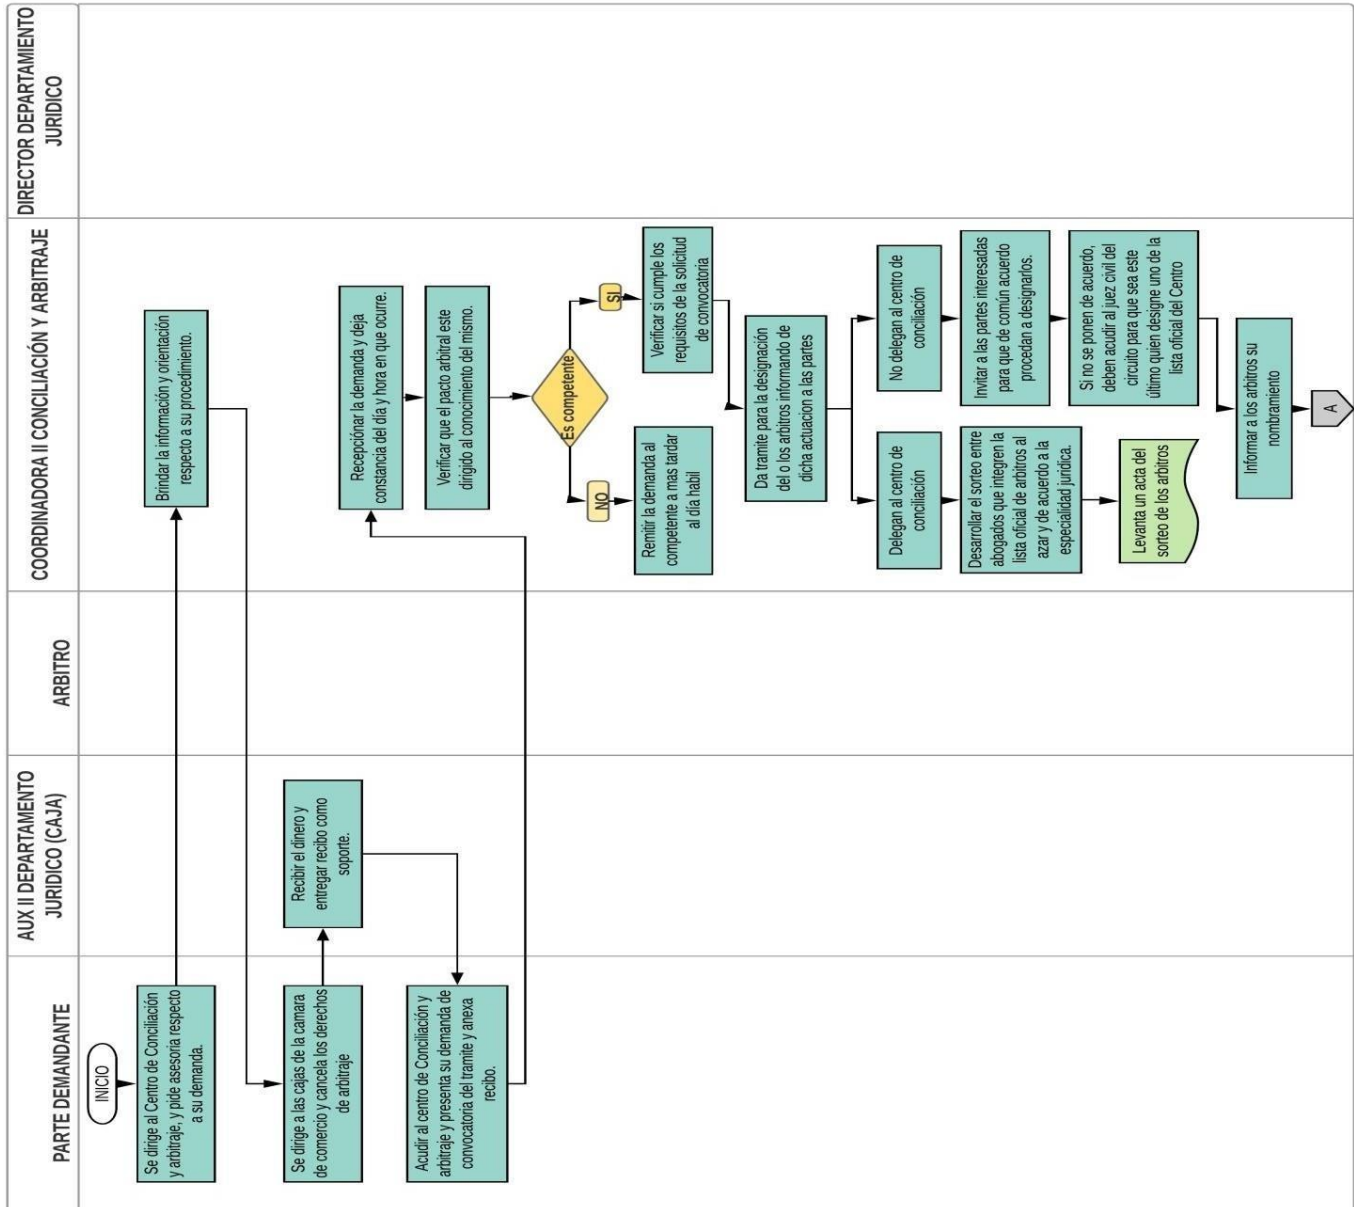 PARTE DEMANDANTE
AUX II DEPARTAMENTO
JURIDICO (CAJA)
ARBITRO
COORDINADORA II CONCILIACIÓN Y ARBITRAJE
DIRECTOR DEPARTAMIENTO
JURIDICO
INICIO
Se dirige al Centro de Conciliación
y arbitraje, y pide asesoria respecto
a su demanda.
Brindar la información y orientación
respecto a su procedimiento.
Se dirige a las cajas de la camara
de comercio y cancela los derechos
de arbitraje
Recibir el dinero y
entregar recibo como
soporte.
Acudir al centro de Conciliación y
arbitraje y presenta su demanda de
convocatoria del tramite y anexa
recibo.
Recepciónar la demanda y deja
constancia del día y hora en que ocurre.
Verificar que el pacto arbitral este
dirigido al conocimiento del mismo.
Es competente
NO
SI
Remitir la demanda al
competente a mas tardar
al día habil
Verificar si cumple los
requisitos de la solicitud
de convocatoria
Da tramite para la designación
del o los arbitros informando de
dicha actuacion a las partes
Delegan al centro de
conciliación
No delegan al centro de
conciliación
Desarrollar el sorteo entre
abogados que integren la
lista oficial de arbitros al
azar y de acuerdo a la
especialidad jurídica.
Invitar a las partes interesadas
para que de común acuerdo
procedan a designarlos.
Levanta un acta del
sorteo de los arbitros
Si no se ponen de acuerdo,
deben acudir al juez civil del
circuito para que sea este
último quien designe uno de la
lista oficial del Centro
Informar a los arbitros su
nombramiento
A